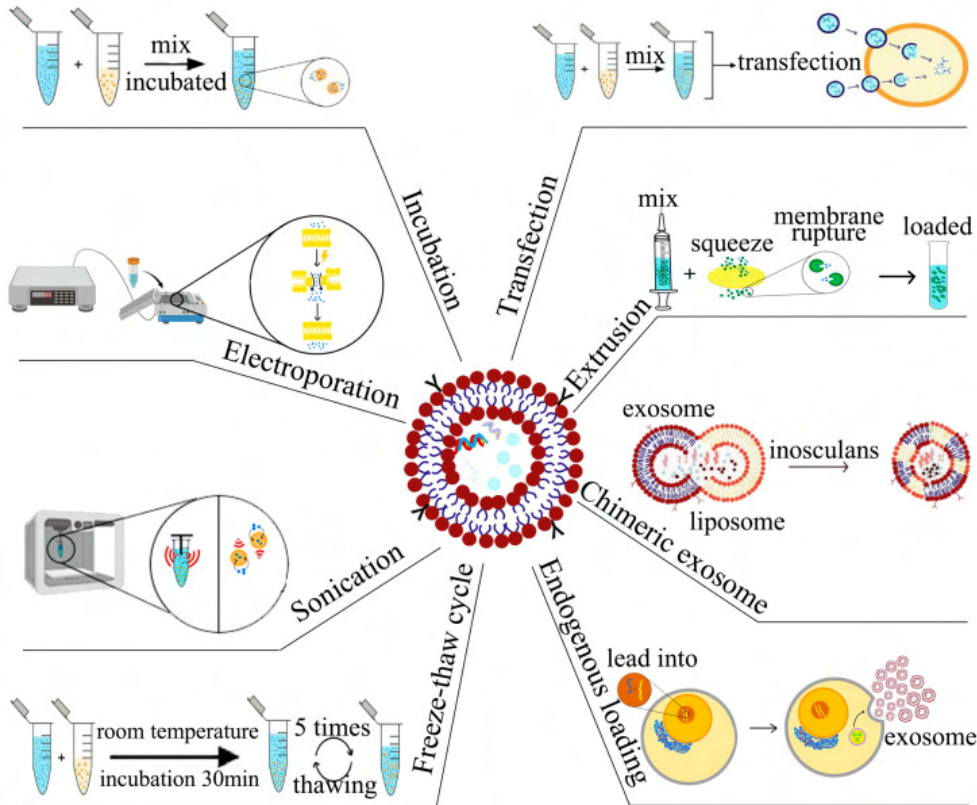 +
mix
incubated
+
mix
transfection
Incubation
Transfection
mix
squeeze
+
membrane
rupture
loaded
Extrusion
Electroporation
exosome
liposome
inosculans
Chimeric exosome
Sonication
Freeze-thaw cycle
Endogenous
loading
lead into
exosome
+
room temperature
incubation 30min
5 times
thawing